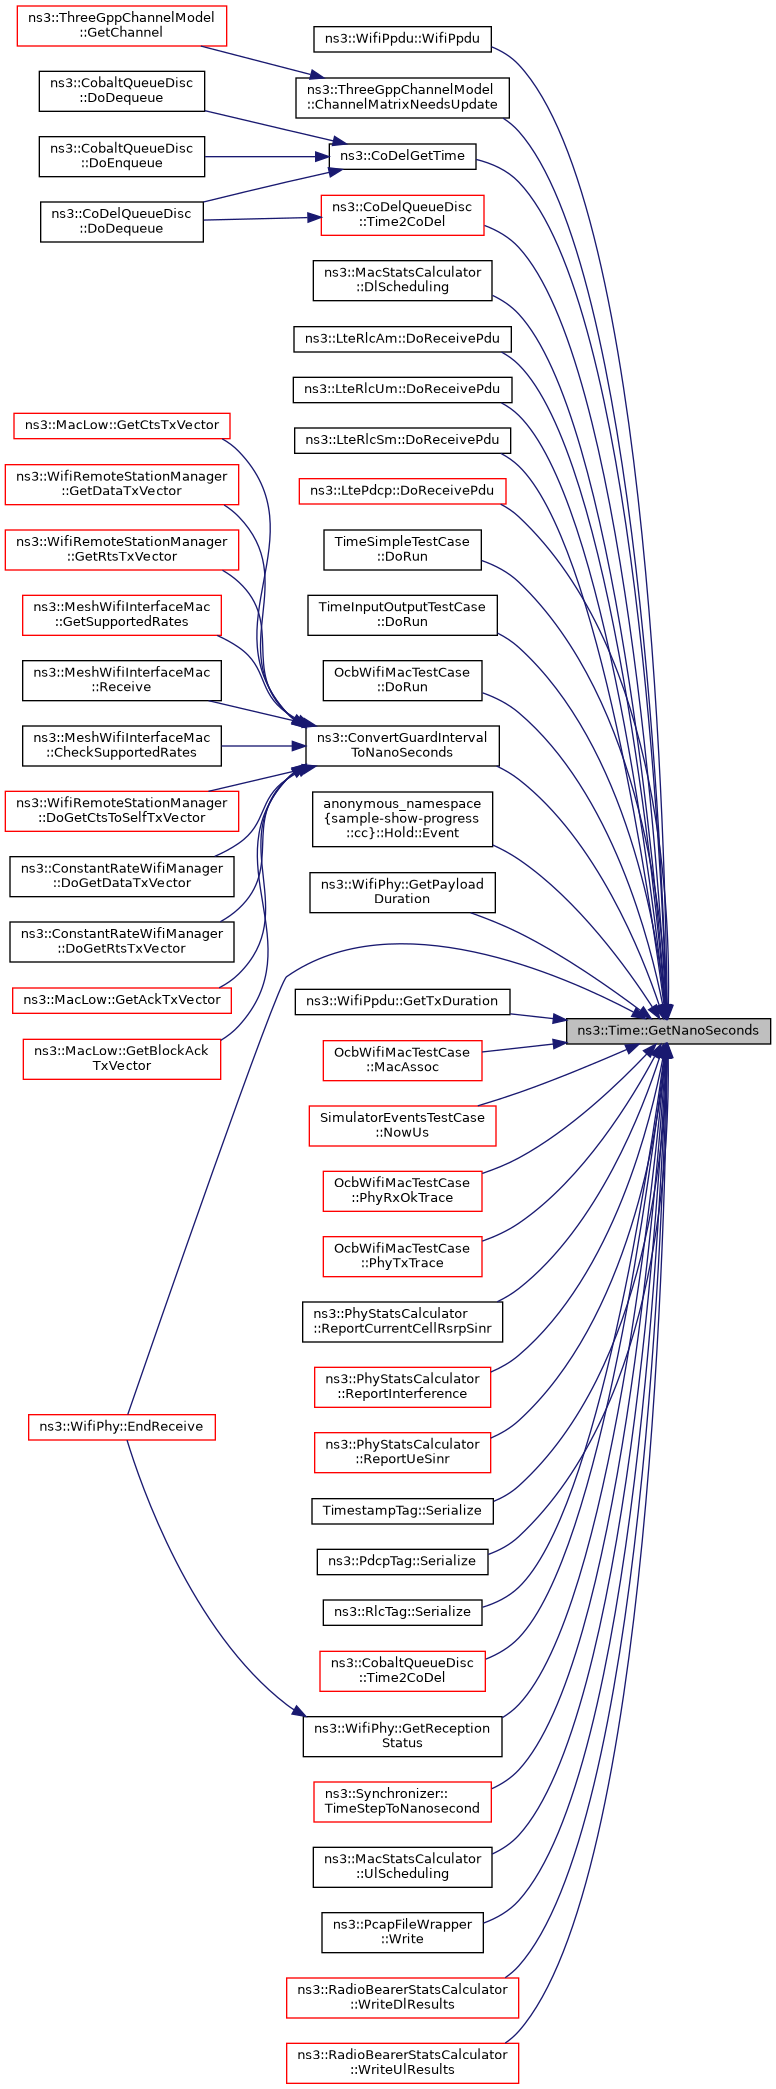 ns3::ThreeGppChannelModel
::GetChannel
ns3::CobaltQueueDisc
::DoDequeue
ns3::CobaltQueueDisc
::DoEnqueue
ns3::CoDelQueueDisc
::DoDequeue
ns3::MacLow::GetCtsTxVector
ns3::WifiRemoteStationManager
::GetDataTxVector
ns3::WifiRemoteStationManager
::GetRtsTxVector
ns3::MeshWifiInterfaceMac
::GetSupportedRates
ns3::MeshWifiInterfaceMac
::Receive
ns3::MeshWifiInterfaceMac
::CheckSupportedRates
ns3::WifiRemoteStationManager
::DoGetCtsToSelfTxVector
ns3::ConstantRateWifiManager
::DoGetDataTxVector
ns3::ConstantRateWifiManager
::DoGetRtsTxVector
ns3::MacLow::GetAckTxVector
ns3::MacLow::GetBlockAck
TxVector
ns3::WifiPhy::EndReceive
ns3::WifiPpdu::WifiPpdu
ns3::ThreeGppChannelModel
::ChannelMatrixNeedsUpdate
ns3::CoDelGetTime
ns3::CoDelQueueDisc
::Time2CoDel
ns3::MacStatsCalculator
::DlScheduling
ns3::LteRlcAm::DoReceivePdu
ns3::LteRlcUm::DoReceivePdu
ns3::LteRlcSm::DoReceivePdu
ns3::LtePdcp::DoReceivePdu
TimeSimpleTestCase
::DoRun
TimeInputOutputTestCase
::DoRun
OcbWifiMacTestCase
::DoRun
ns3::ConvertGuardInterval
ToNanoSeconds
anonymous_namespace
{sample-show-progress
::cc}::Hold::Event
ns3::WifiPhy::GetPayload
Duration
ns3::WifiPpdu::GetTxDuration
OcbWifiMacTestCase
::MacAssoc
SimulatorEventsTestCase
::NowUs
OcbWifiMacTestCase
::PhyRxOkTrace
OcbWifiMacTestCase
::PhyTxTrace
ns3::PhyStatsCalculator
::ReportCurrentCellRsrpSinr
ns3::PhyStatsCalculator
::ReportInterference
ns3::PhyStatsCalculator
::ReportUeSinr
TimestampTag::Serialize
ns3::PdcpTag::Serialize
ns3::RlcTag::Serialize
ns3::CobaltQueueDisc
::Time2CoDel
ns3::WifiPhy::GetReception
Status
ns3::Synchronizer::
TimeStepToNanosecond
ns3::MacStatsCalculator
::UlScheduling
ns3::PcapFileWrapper
::Write
ns3::RadioBearerStatsCalculator
::WriteDlResults
ns3::RadioBearerStatsCalculator
::WriteUlResults
ns3::Time::GetNanoSeconds